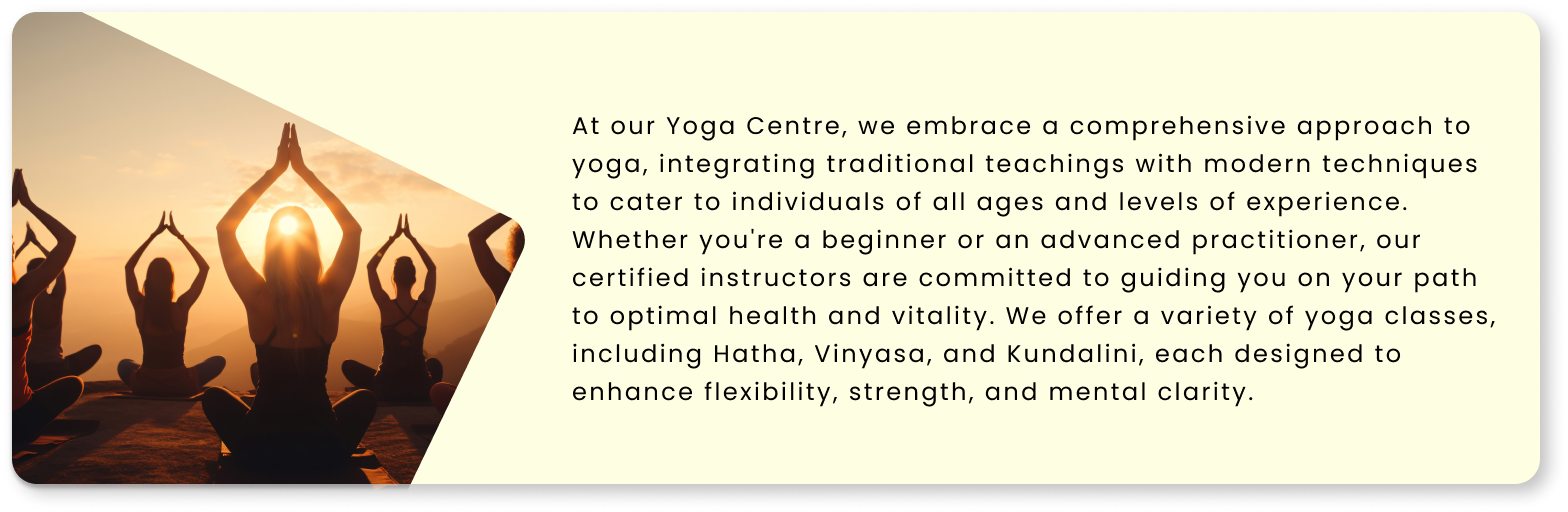 At our Yoga Centre, we embrace a comprehensive approach to
yoga, integrating traditional teachings with modern techniques
to cater to individuals of all ages and levels of experience.
Whether you're a beginner or an advanced practitioner, our
certified instructors are committed to guiding you on your path
to optimal health and vitality. We offer a variety of yoga classes,
including Hatha, Vinyasa, and Kundalini, each designed to
enhance flexibility, strength, and mental clarity.